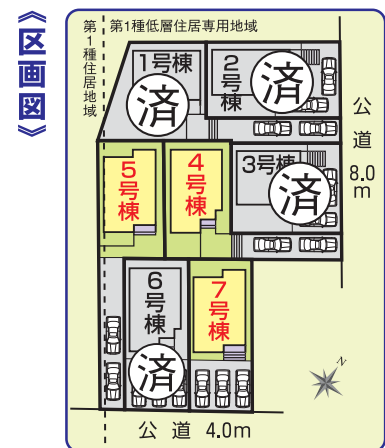 《区画図》
第1種住居地域
第1種低層住居専用地域
1号棟
済
2号棟
済
公道
8.0
m
5号棟
4号棟
3号棟
済
6号棟
済
7号棟
N
公道 4.0m